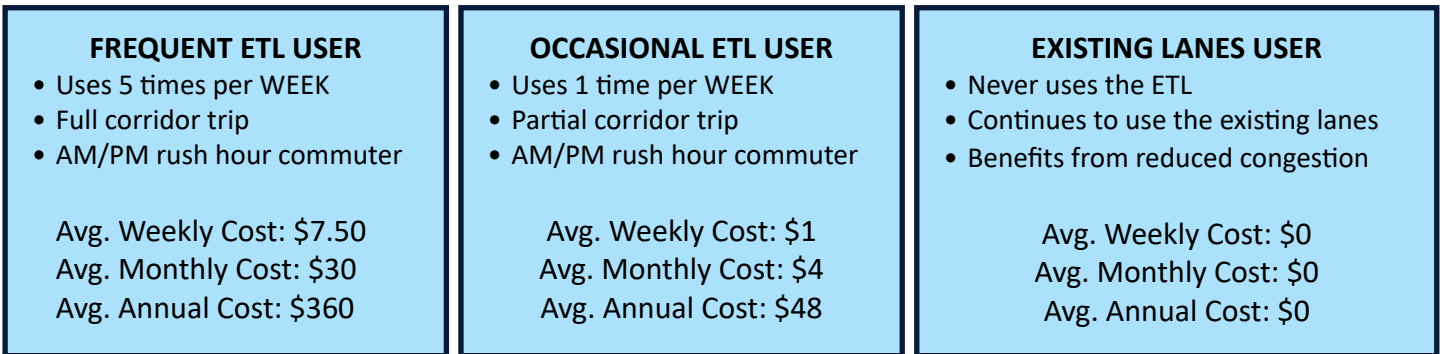 FREQUENT ETL USER
• Uses 5 times per WEEK
• Full corridor trip
• AM/PM rush hour commuter
Avg. Weekly Cost: $7.50
Avg. Monthly Cost: $30
Avg. Annual Cost: $360
OCCASIONAL ETL USER
• Uses 1 time per WEEK
• Partial corridor trip
• AM/PM rush hour commuter
Avg. Weekly Cost: $1
Avg. Monthly Cost: $4
Avg. Annual Cost: $48
EXISTING LANES USER
• Never uses the ETL
• Continues to use the existing lanes
• Benefits from reduced congestion
Avg. Weekly Cost: $0
Avg. Monthly Cost: $0
Avg. Annual Cost: $0